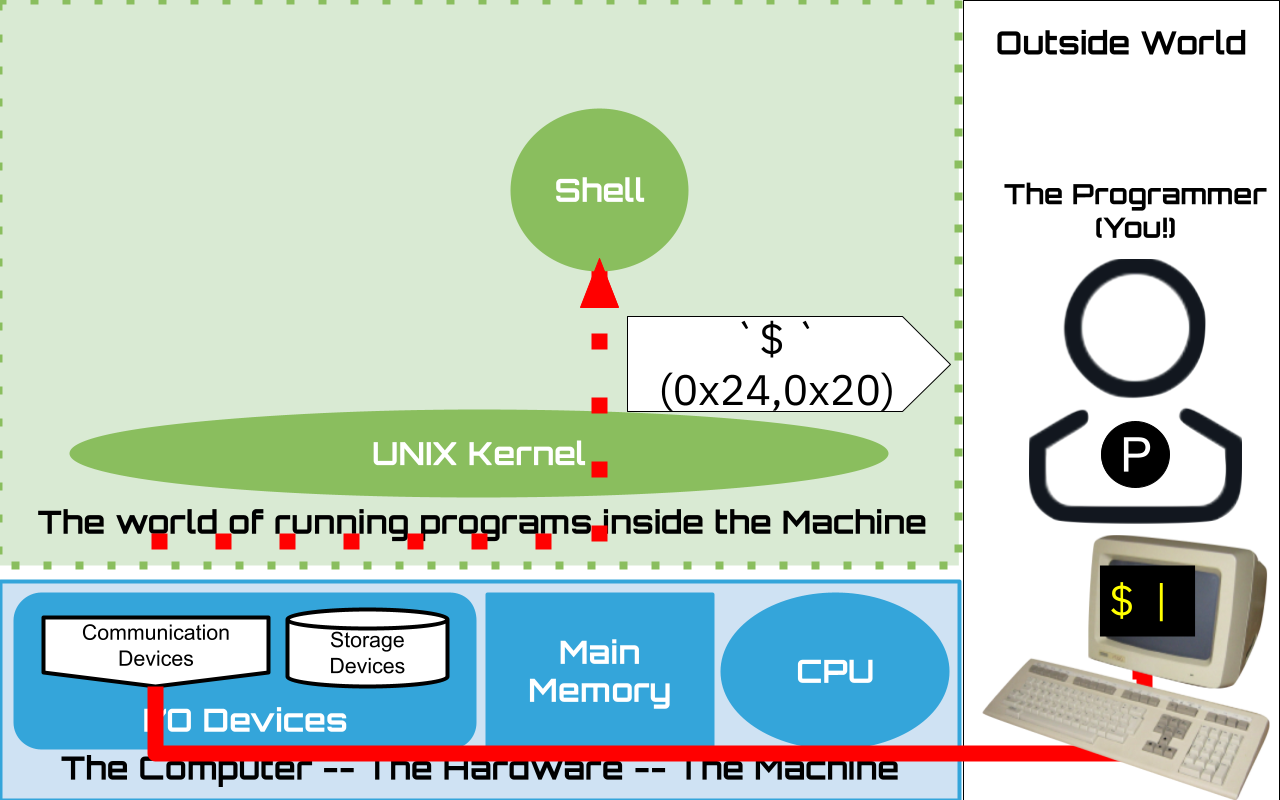 Outside World
The Programmer
(You!)
Shell
`$ `
(0x24,0x20)
UNIX Kernel
The world of running programs inside the Machine
P
$ |
Communication
Devices
Storage
Devices
I/O Devices
Main
Memory
CPU
The Computer -- The Hardware -- The Machine